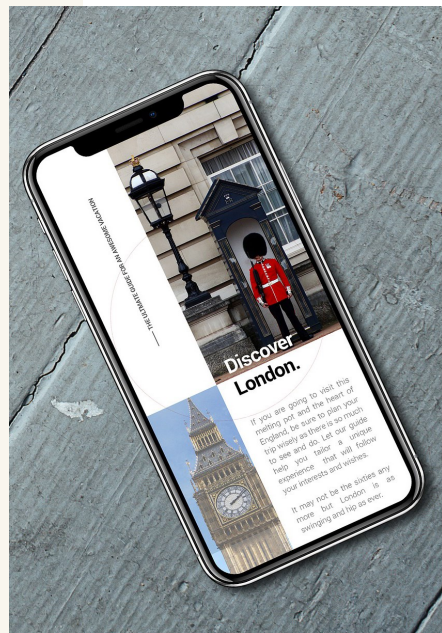 ——THE ULTIMATE GUIDE FOR AN AWESOME VACATION
Discover
London.
If you are going to visit this
melting pot and the heart of
England, be sure to plan your
trip wisely as there is so much
to see and do. Let our guide
help you tailor a unique
experience that will follow
your interests and wishes.
It may not be the sixties any
more but London is as
swinging and hip as ever.